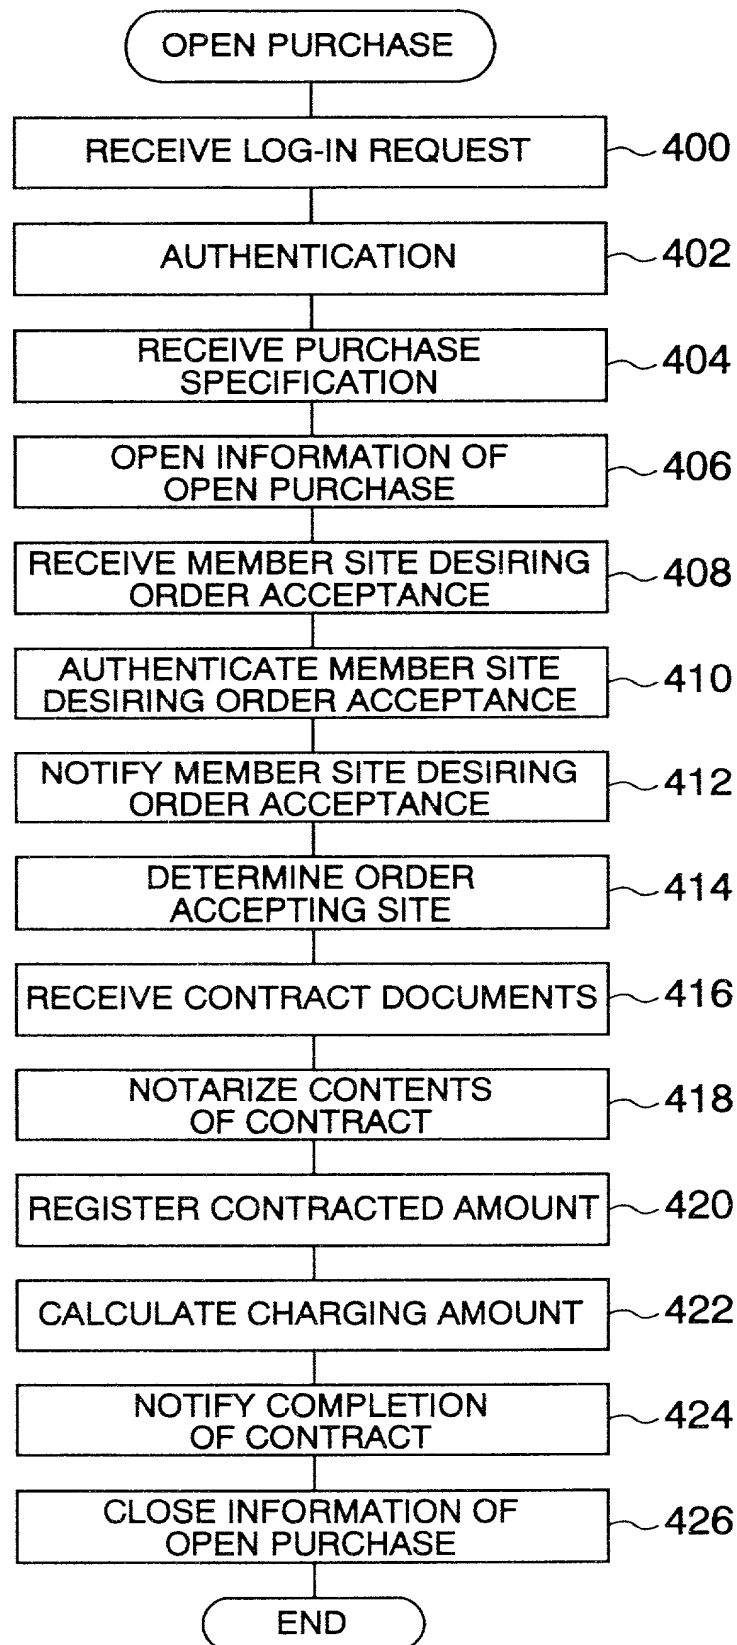 OPEN PURCHASE
RECEIVE LOG-IN REQUEST
400
AUTHENTICATION
402
RECEIVE PURCHASE
SPECIFICATION
404
OPEN INFORMATION OF
OPEN PURCHASE
406
RECEIVE MEMBER SITE DESIRING
ORDER ACCEPTANCE
408
AUTHENTICATE MEMBER SITE
DESIRING ORDER ACCEPTANCE
410
NOTIFY MEMBER SITE DESIRING
ORDER ACCEPTANCE
412
DETERMINE ORDER
ACCEPTING SITE
414
RECEIVE CONTRACT DOCUMENTS
416
NOTARIZE CONTENTS
OF CONTRACT
418
REGISTER CONTRACTED AMOUNT
420
CALCULATE CHARGING AMOUNT
422
NOTIFY COMPLETION
OF CONTRACT
424
CLOSE INFORMATION OF
OPEN PURCHASE
426
END